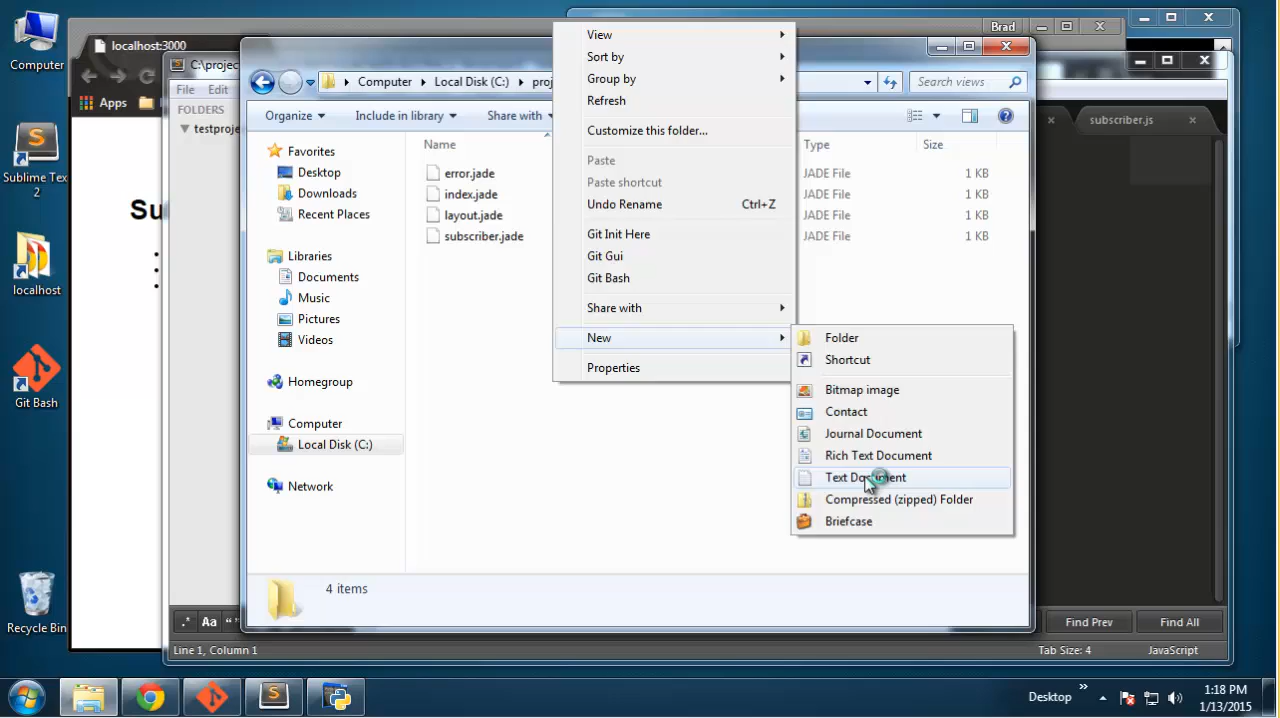 Computer
Sublime Text 2
localhost
Git Bash
Recycle Bin
localhost:3000
Apps
Su
Brad
C:\projec
File Edit
FOLDERS
testproje
subscriber.js
Computer Local Disk (C:) proj
Search views
Organize Include in library Share with
Name Type Size
Favorites
Desktop
Downloads
Recent Places
Libraries
Documents
Music
Pictures
Videos
Homegroup
Computer
Local Disk (C:)
Network
error.jade JADE File 1 KB
index.jade JADE File 1 KB
layout.jade JADE File 1 KB
subscriber.jade JADE File 1 KB
View
Sort by
Group by
Refresh
Customize this folder...
Paste
Paste shortcut
Undo Rename Ctrl+Z
Git Init Here
Git Gui
Git Bash
Share with
New
Properties
Folder
Shortcut
Bitmap image
Contact
Journal Document
Rich Text Document
Text Document
Compressed (zipped) Folder
Briefcase
4 items
.* Aa “
Find Prev Find All
Line 1, Column 1 Tab Size: 4 JavaScript
Desktop
1:18 PM
1/13/2015